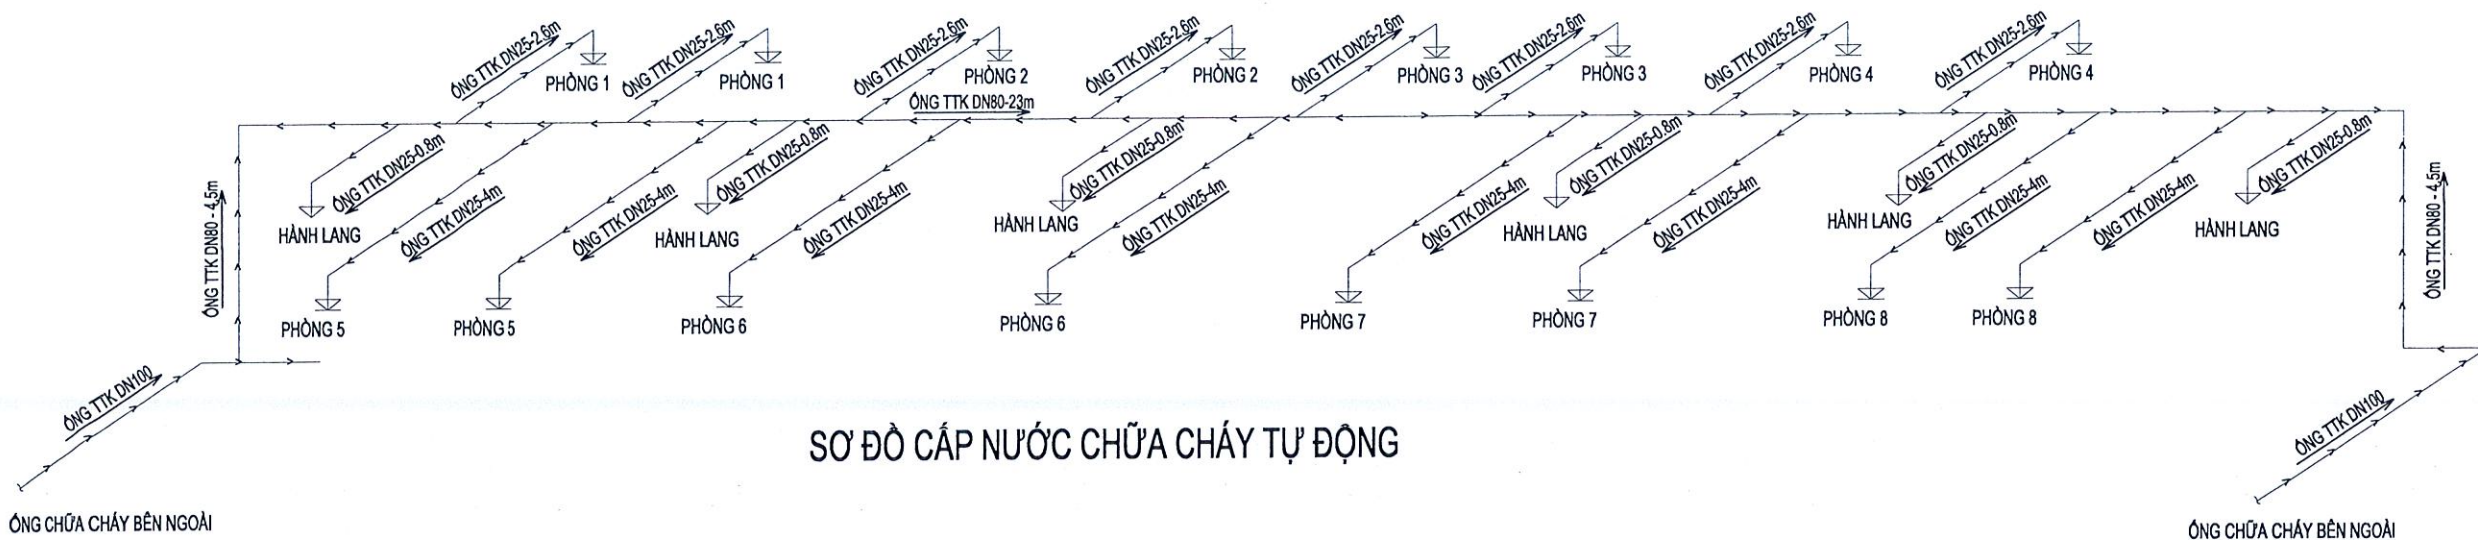 ỐNG TTK DN25-2.6m
ỐNG TTK DN25-2.6m
ỐNG TTK DN25-2.6m
ỐNG TTK DN25-2.6m
ỐNG TTK DN25-2.6m
ỐNG TTK DN25-2.6m
ỐNG TTK DN25-2.6m
ỐNG TTK DN25-2.6m
PHÒNG 1
PHÒNG 1
PHÒNG 2
PHÒNG 2
PHÒNG 3
PHÒNG 3
PHÒNG 4
PHÒNG 4
ỐNG TTK DN80-23m
ỐNG TTK DN25-0.8m
ỐNG TTK DN25-0.8m
ỐNG TTK DN25-0.8m
ỐNG TTK DN25-0.8m
ỐNG TTK DN25-0.8m
ỐNG TTK DN25-0.8m
ỐNG TTK DN80 - 4.5m
ỐNG TTK DN25-4m
ỐNG TTK DN25-4m
ỐNG TTK DN25-4m
ỐNG TTK DN25-4m
ỐNG TTK DN25-4m
ỐNG TTK DN25-4m
ỐNG TTK DN25-4m
ỐNG TTK DN25-4m
ỐNG TTK DN80 - 4.5m
HÀNH LANG
HÀNH LANG
HÀNH LANG
HÀNH LANG
HÀNH LANG
HÀNH LANG
PHÒNG 5
PHÒNG 5
PHÒNG 6
PHÒNG 6
PHÒNG 7
PHÒNG 7
PHÒNG 8
PHÒNG 8
ỐNG TTK DN100
ỐNG TTK DN100
SƠ ĐỒ CẤP NƯỚC CHỮA CHÁY TỰ ĐỘNG
ỐNG CHỮA CHÁY BÊN NGOÀI
ỐNG CHỮA CHÁY BÊN NGOÀI